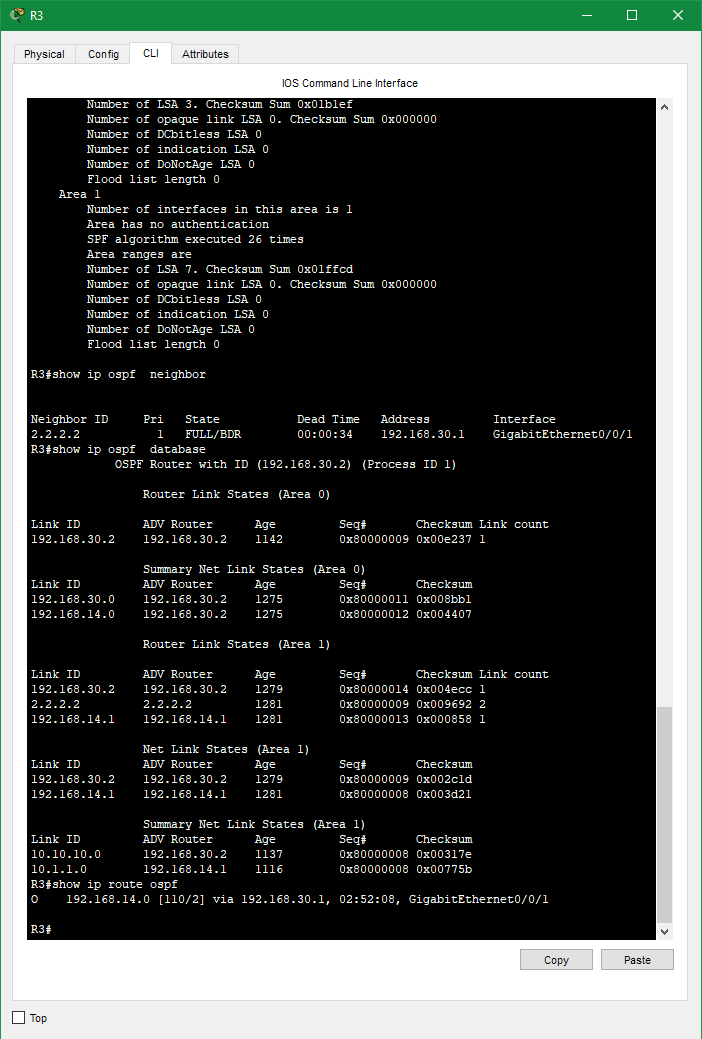 R3
Physical Config CLI Attributes
IOS Command Line Interface
Number of LSA 3. Checksum Sum 0x01b1ef
Number of opaque link LSA 0. Checksum Sum 0x000000
Number of DCbitless LSA 0
Number of indication LSA 0
Number of DoNotAge LSA 0
Flood list length 0
Area 1
Number of interfaces in this area is 1
Area has no authentication
SPF algorithm executed 26 times
Area ranges are
Number of LSA 7. Checksum Sum 0x01ffcd
Number of opaque link LSA 0. Checksum Sum 0x000000
Number of DCbitless LSA 0
Number of indication LSA 0
Number of DoNotAge LSA 0
Flood list length 0
R3#show ip ospf  neighbor
Neighbor ID     Pri   State           Dead Time   Address         Interface
2.2.2.2           1   FULL/BDR        00:00:34    192.168.30.1    GigabitEthernet0/0/1
R3#show ip ospf  database
OSPF Router with ID (192.168.30.2) (Process ID 1)
Router Link States (Area 0)
Link ID         ADV Router      Age         Seq#       Checksum Link count
192.168.30.2    192.168.30.2    1142        0x80000009 0x00e237 1
Summary Net Link States (Area 0)
Link ID         ADV Router      Age         Seq#       Checksum
192.168.30.0    192.168.30.2    1275        0x80000011 0x008bb1
192.168.14.0    192.168.30.2    1275        0x80000012 0x004407
Router Link States (Area 1)
Link ID         ADV Router      Age         Seq#       Checksum Link count
192.168.30.2    192.168.30.2    1279        0x80000014 0x004ecc 1
2.2.2.2         2.2.2.2         1281        0x80000009 0x009692 2
192.168.14.1    192.168.14.1    1281        0x80000013 0x000858 1
Net Link States (Area 1)
Link ID         ADV Router      Age         Seq#       Checksum
192.168.30.2    192.168.30.2    1279        0x80000009 0x002c1d
192.168.14.1    192.168.14.1    1281        0x80000008 0x003d21
Summary Net Link States (Area 1)
Link ID         ADV Router      Age         Seq#       Checksum
10.10.10.0      192.168.30.2    1137        0x80000008 0x00317e
10.1.1.0        192.168.14.1    1116        0x80000008 0x00775b
R3#show ip route ospf
O    192.168.14.0 [110/2] via 192.168.30.1, 02:52:08, GigabitEthernet0/0/1
R3#
Copy Paste
Top